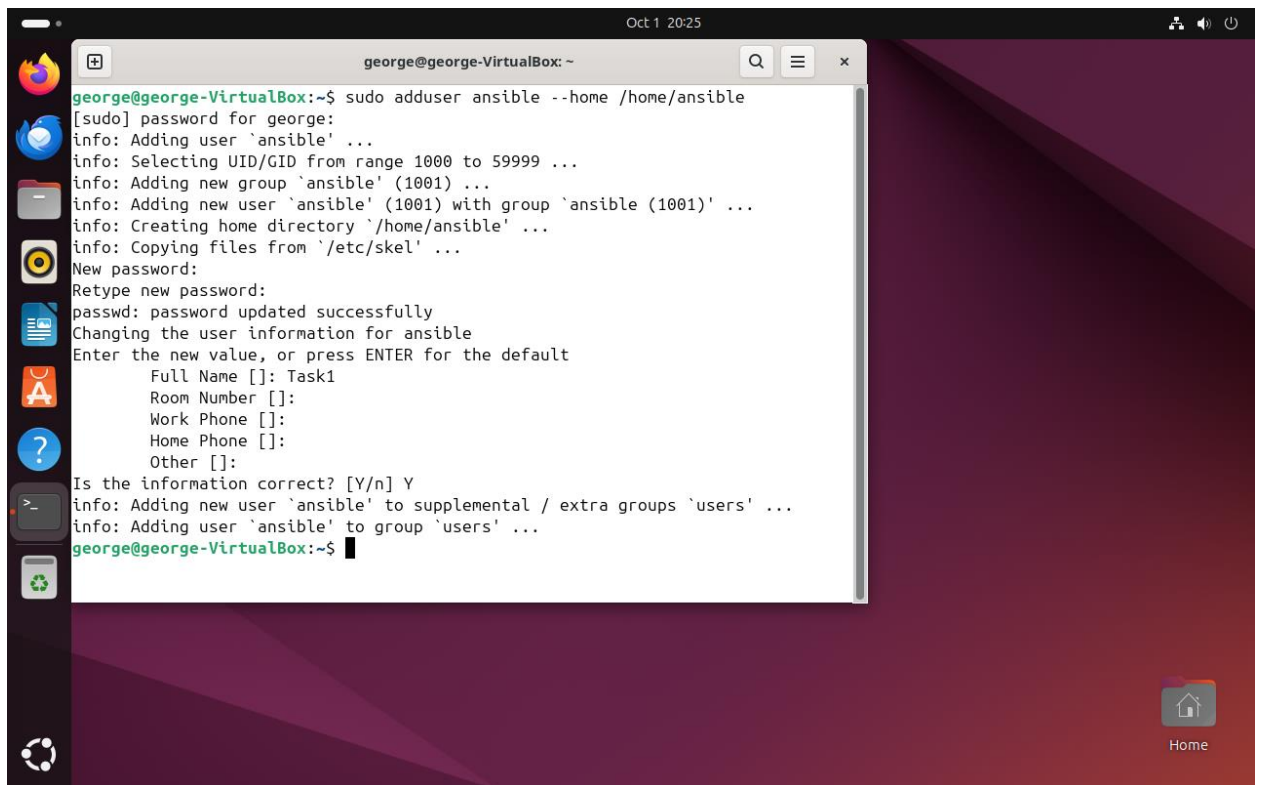 Oct 1 20:25
george@george-VirtualBox: ~
george@george-VirtualBox:~$ sudo adduser ansible --home /home/ansible
[sudo] password for george:
info: Adding user `ansible' ...
info: Selecting UID/GID from range 1000 to 59999 ...
info: Adding new group `ansible' (1001) ...
info: Adding new user `ansible' (1001) with group `ansible (1001)' ...
info: Creating home directory `/home/ansible' ...
info: Copying files from `/etc/skel' ...
New password:
Retype new password:
passwd: password updated successfully
Changing the user information for ansible
Enter the new value, or press ENTER for the default
Full Name []: Task1
Room Number []:
Work Phone []:
Home Phone []:
Other []:
Is the information correct? [Y/n] Y
info: Adding new user `ansible' to supplemental / extra groups `users' ...
info: Adding user `ansible' to group `users' ...
george@george-VirtualBox:~$
Home